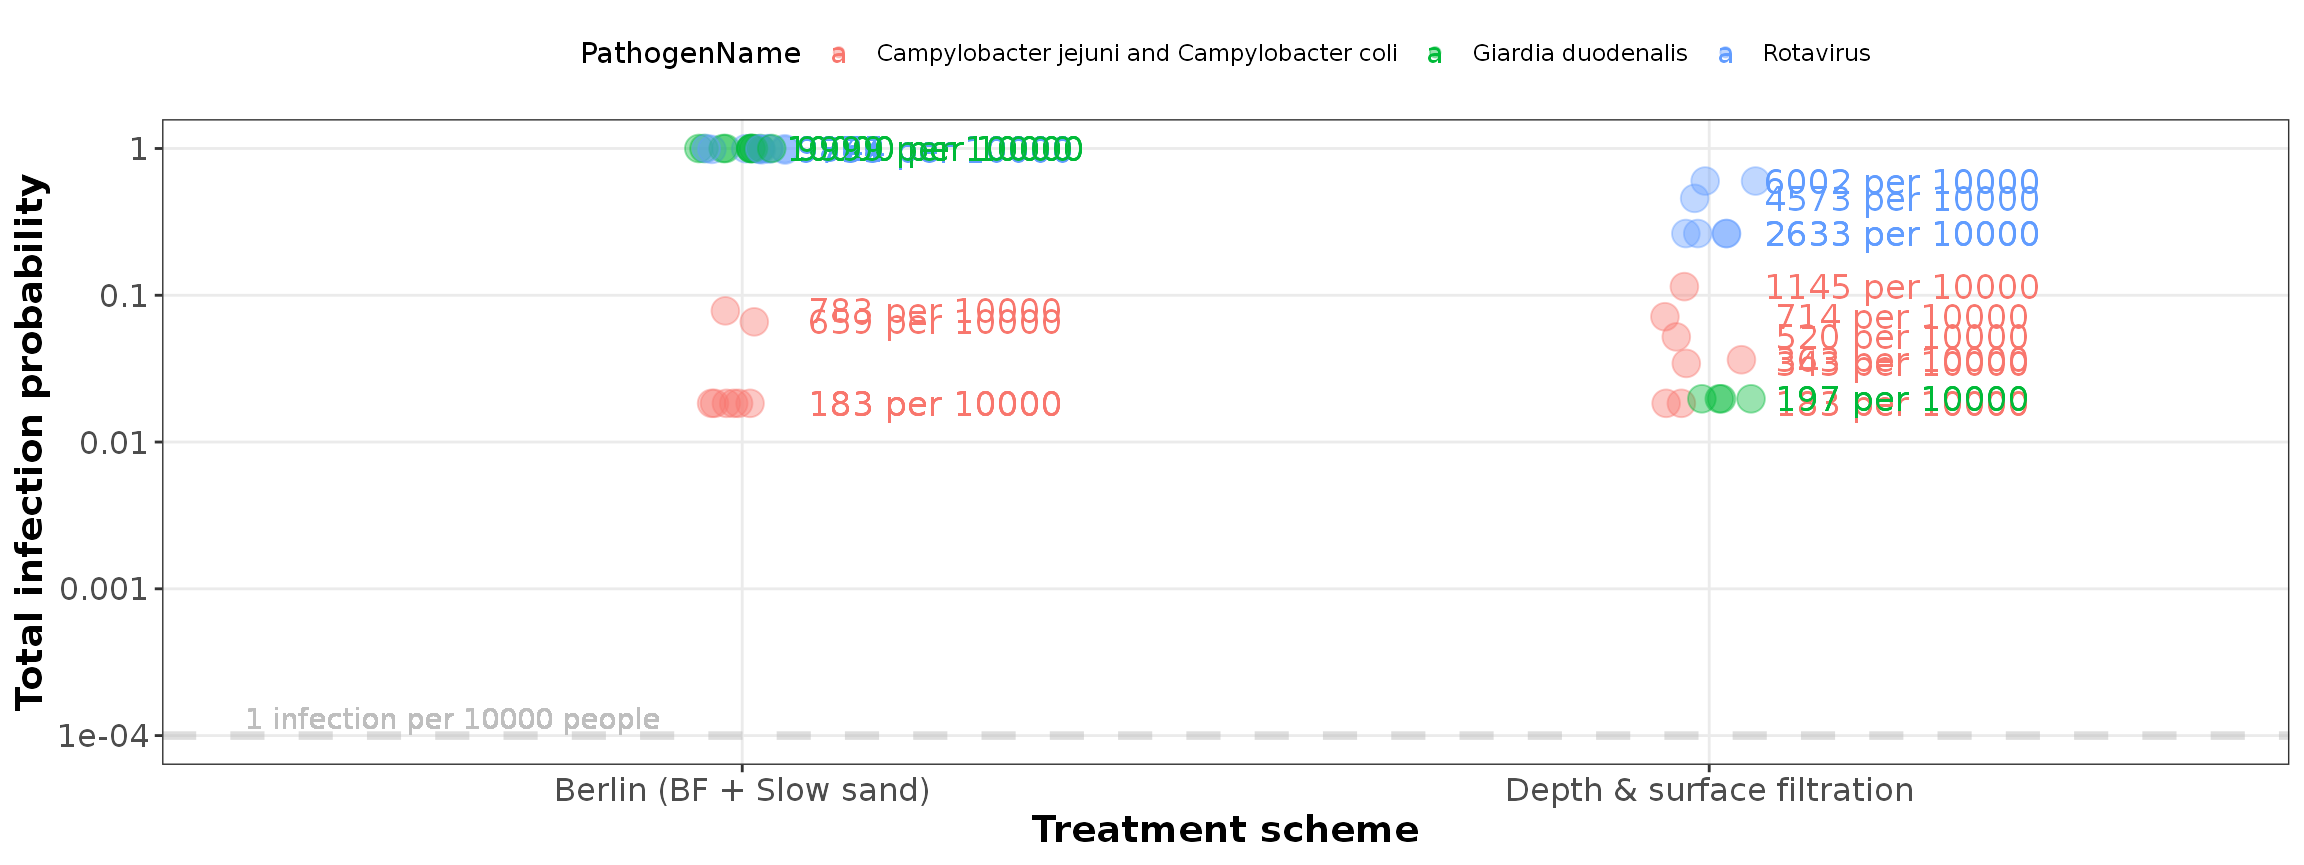 PathogenName a Campylobacter jejuni and Campylobacter coli a Giardia duodenalis a Rotavirus
Total infection probability
1
0.1
0.01
0.001
1e-04
per 10000
783 per 10000
659 per 10000
183 per 10000
6002 per 10000
4573 per 10000
2633 per 10000
1145 per 10000
714 per 10000
520 per 10000
363 per 10000
343 per 10000
197 per 10000
183 per 10000
1 infection per 10000 people
Berlin (BF + Slow sand)
Depth & surface filtration
Treatment scheme